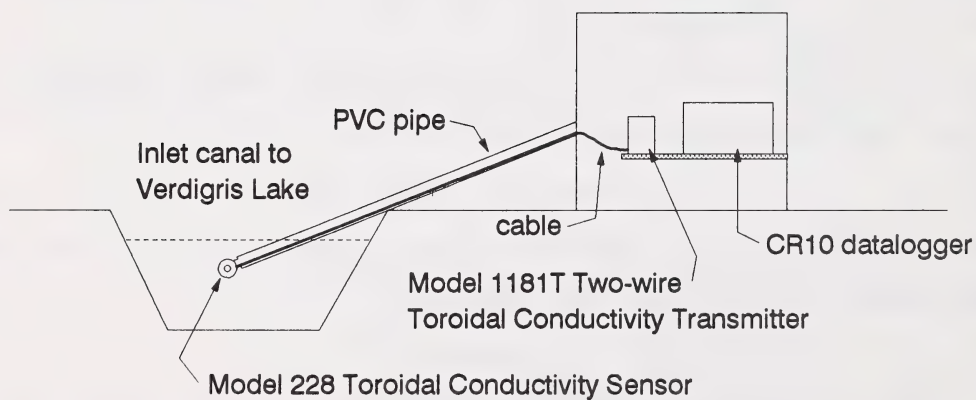 PVC pipe
Inlet canal to
Verdigris Lake
cable
CR10 datalogger
Model 1181T Two-wire
Toroidal Conductivity Transmitter
Model 228 Toroidal Conductivity Sensor